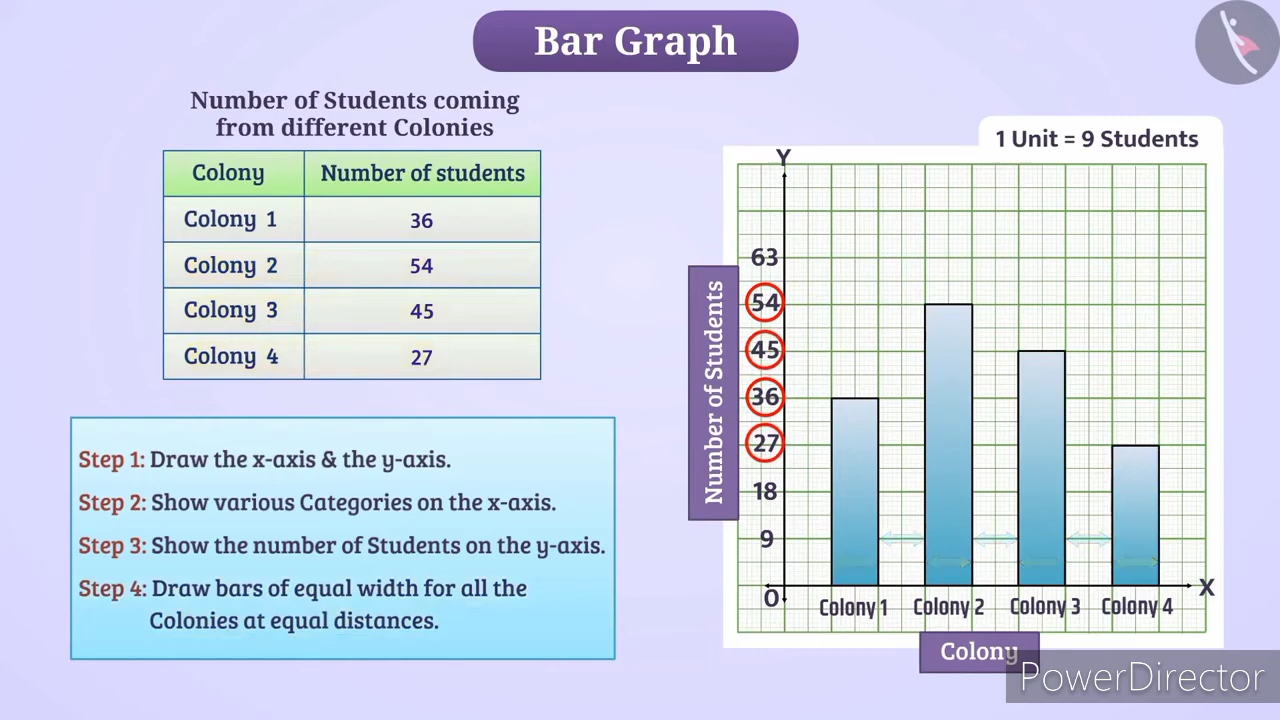 Bar Graph
Number of Students coming
from different Colonies
Colony Number of students
Colony 1 36
Colony 2 54
Colony 3 45
Colony 4 27
Step 1: Draw the x-axis & the y-axis.
Step 2: Show various Categories on the x-axis.
Step 3: Show the number of Students on the y-axis.
Step 4: Draw bars of equal width for all the
Colonies at equal distances.
1 Unit = 9 Students
Y
63
54
45
36
27
18
9
0
Number of Students
X
Colony 1 Colony 2 Colony 3 Colony 4
Colony
PowerDirector